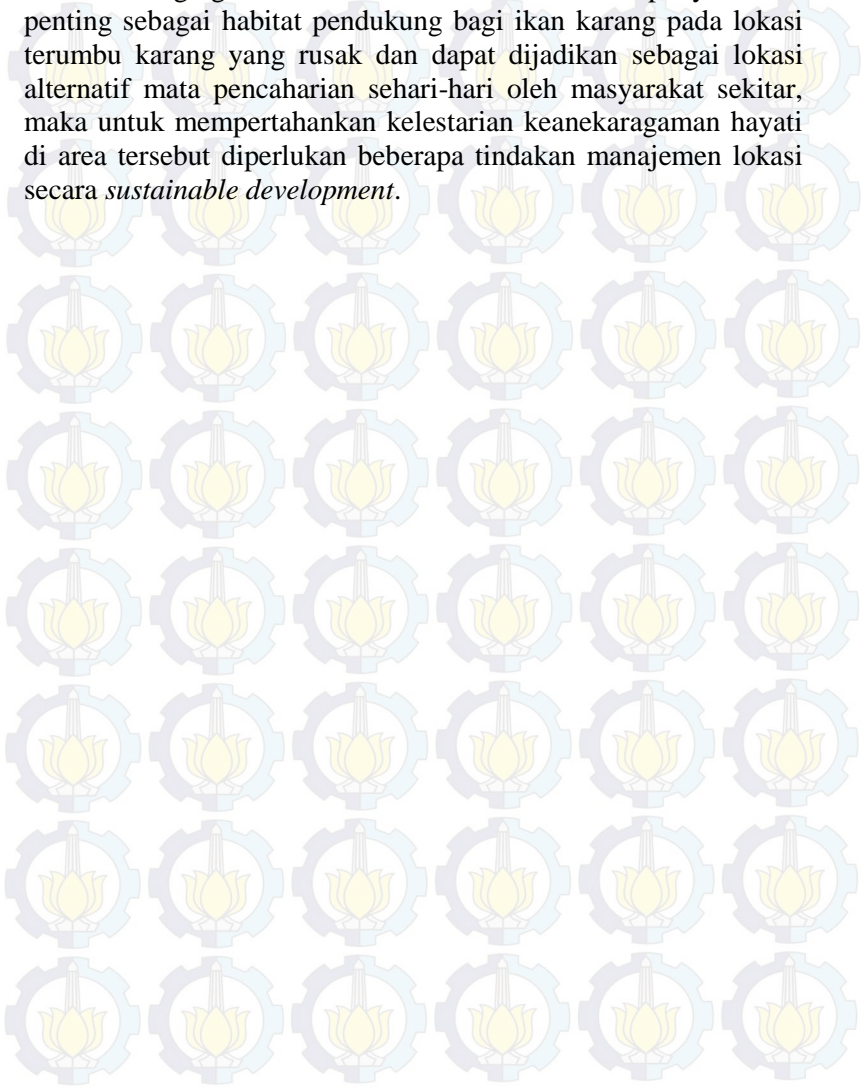 penting sebagai habitat pendukung bagi ikan karang pada lokasi
terumbu karang yang rusak dan dapat dijadikan sebagai lokasi
alternatif mata pencaharian sehari-hari oleh masyarakat sekitar,
maka untuk mempertahankan kelestarian keanekaragaman hayati
di area tersebut diperlukan beberapa tindakan manajemen lokasi
secara sustainable development.